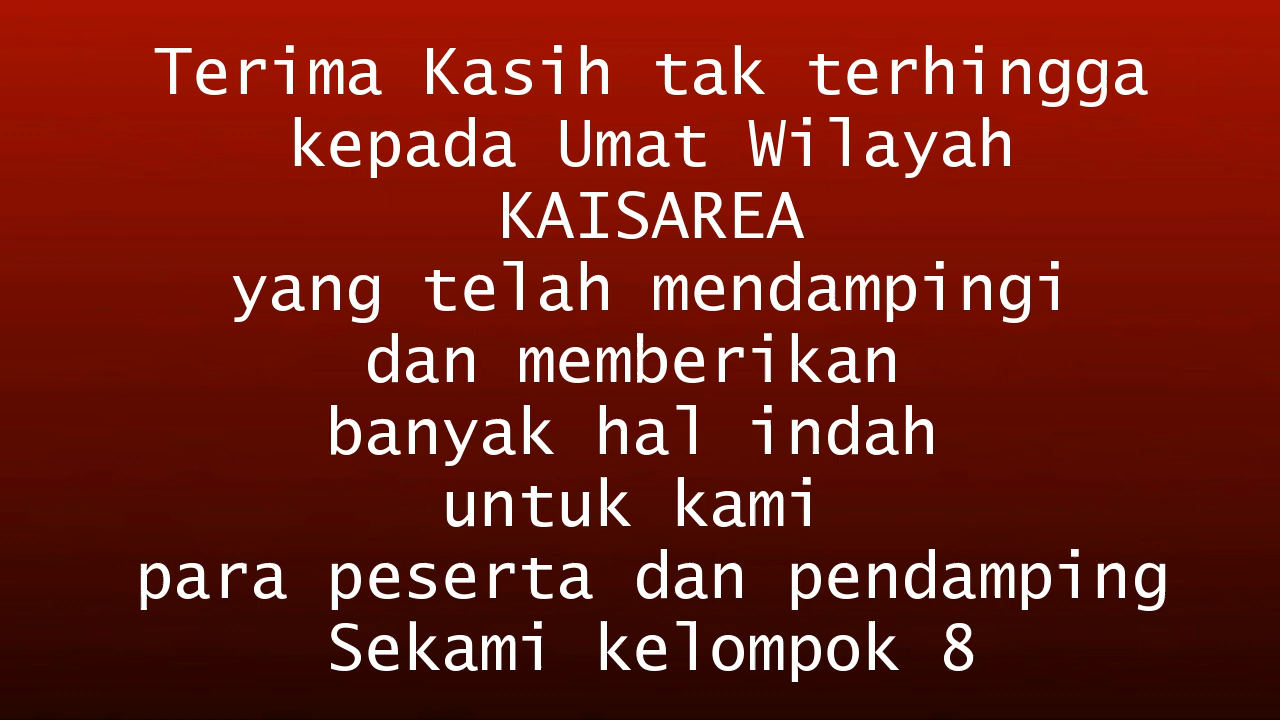 Terima Kasih tak terhingga
kepada Umat Wilayah
KAISAREA
yang telah mendampingi
dan memberikan
banyak hal indah
untuk kami
para peserta dan pendamping
Sekami kelompok 8